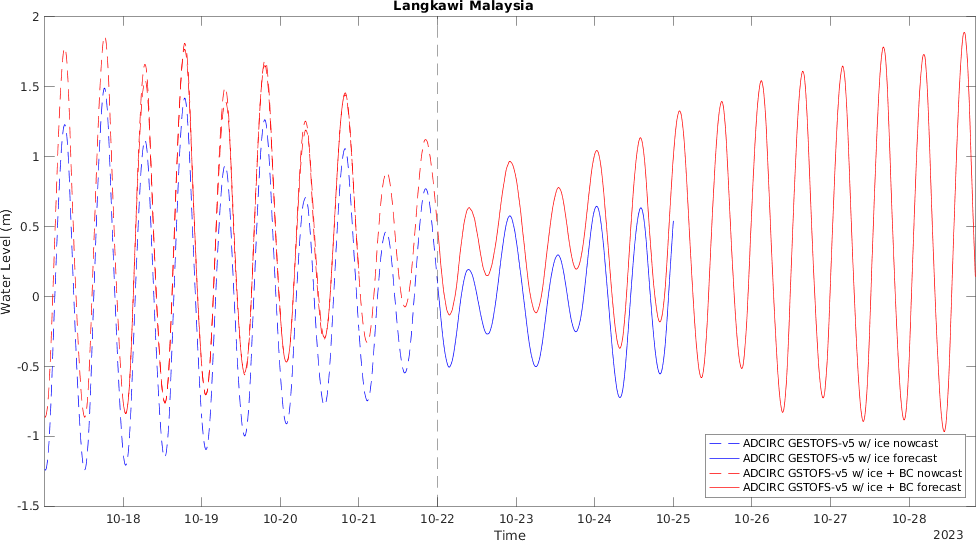 Langkawi Malaysia
2
1.5
1
0.5
0
-0.5
-1
-1.5
Water Level (m)
ADCIRC GESTOFS-v5 w/ ice nowcast
ADCIRC GESTOFS-v5 w/ ice forecast
ADCIRC GSTOFS-v5 w/ ice + BC nowcast
ADCIRC GSTOFS-v5 w/ ice + BC forecast
10-18 10-19 10-20 10-21 10-22 10-23 10-24 10-25 10-26 10-27 10-28
Time
2023